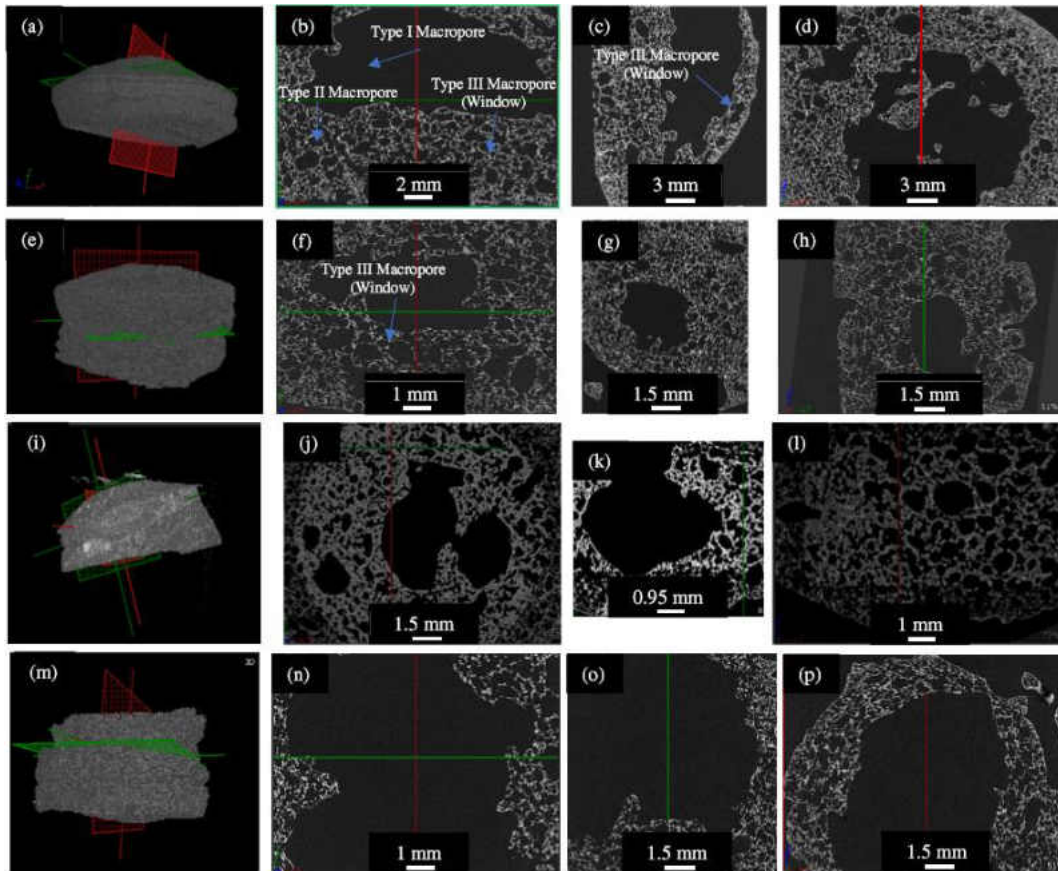 (a)
(b)
Type I Macropore
Type II Macropore
Type III Macropore
(Window)
2 mm
(c)
Type III Macropore
(Window)
3 mm
(d)
3 mm
(e)
(f)
Type III Macropore
(Window)
1 mm
(g)
1.5 mm
(h)
1.5 mm
(i)
(j)
1.5 mm
(k)
0.95 mm
(l)
1 mm
(m)
(n)
1 mm
(o)
1.5 mm
(p)
1.5 mm